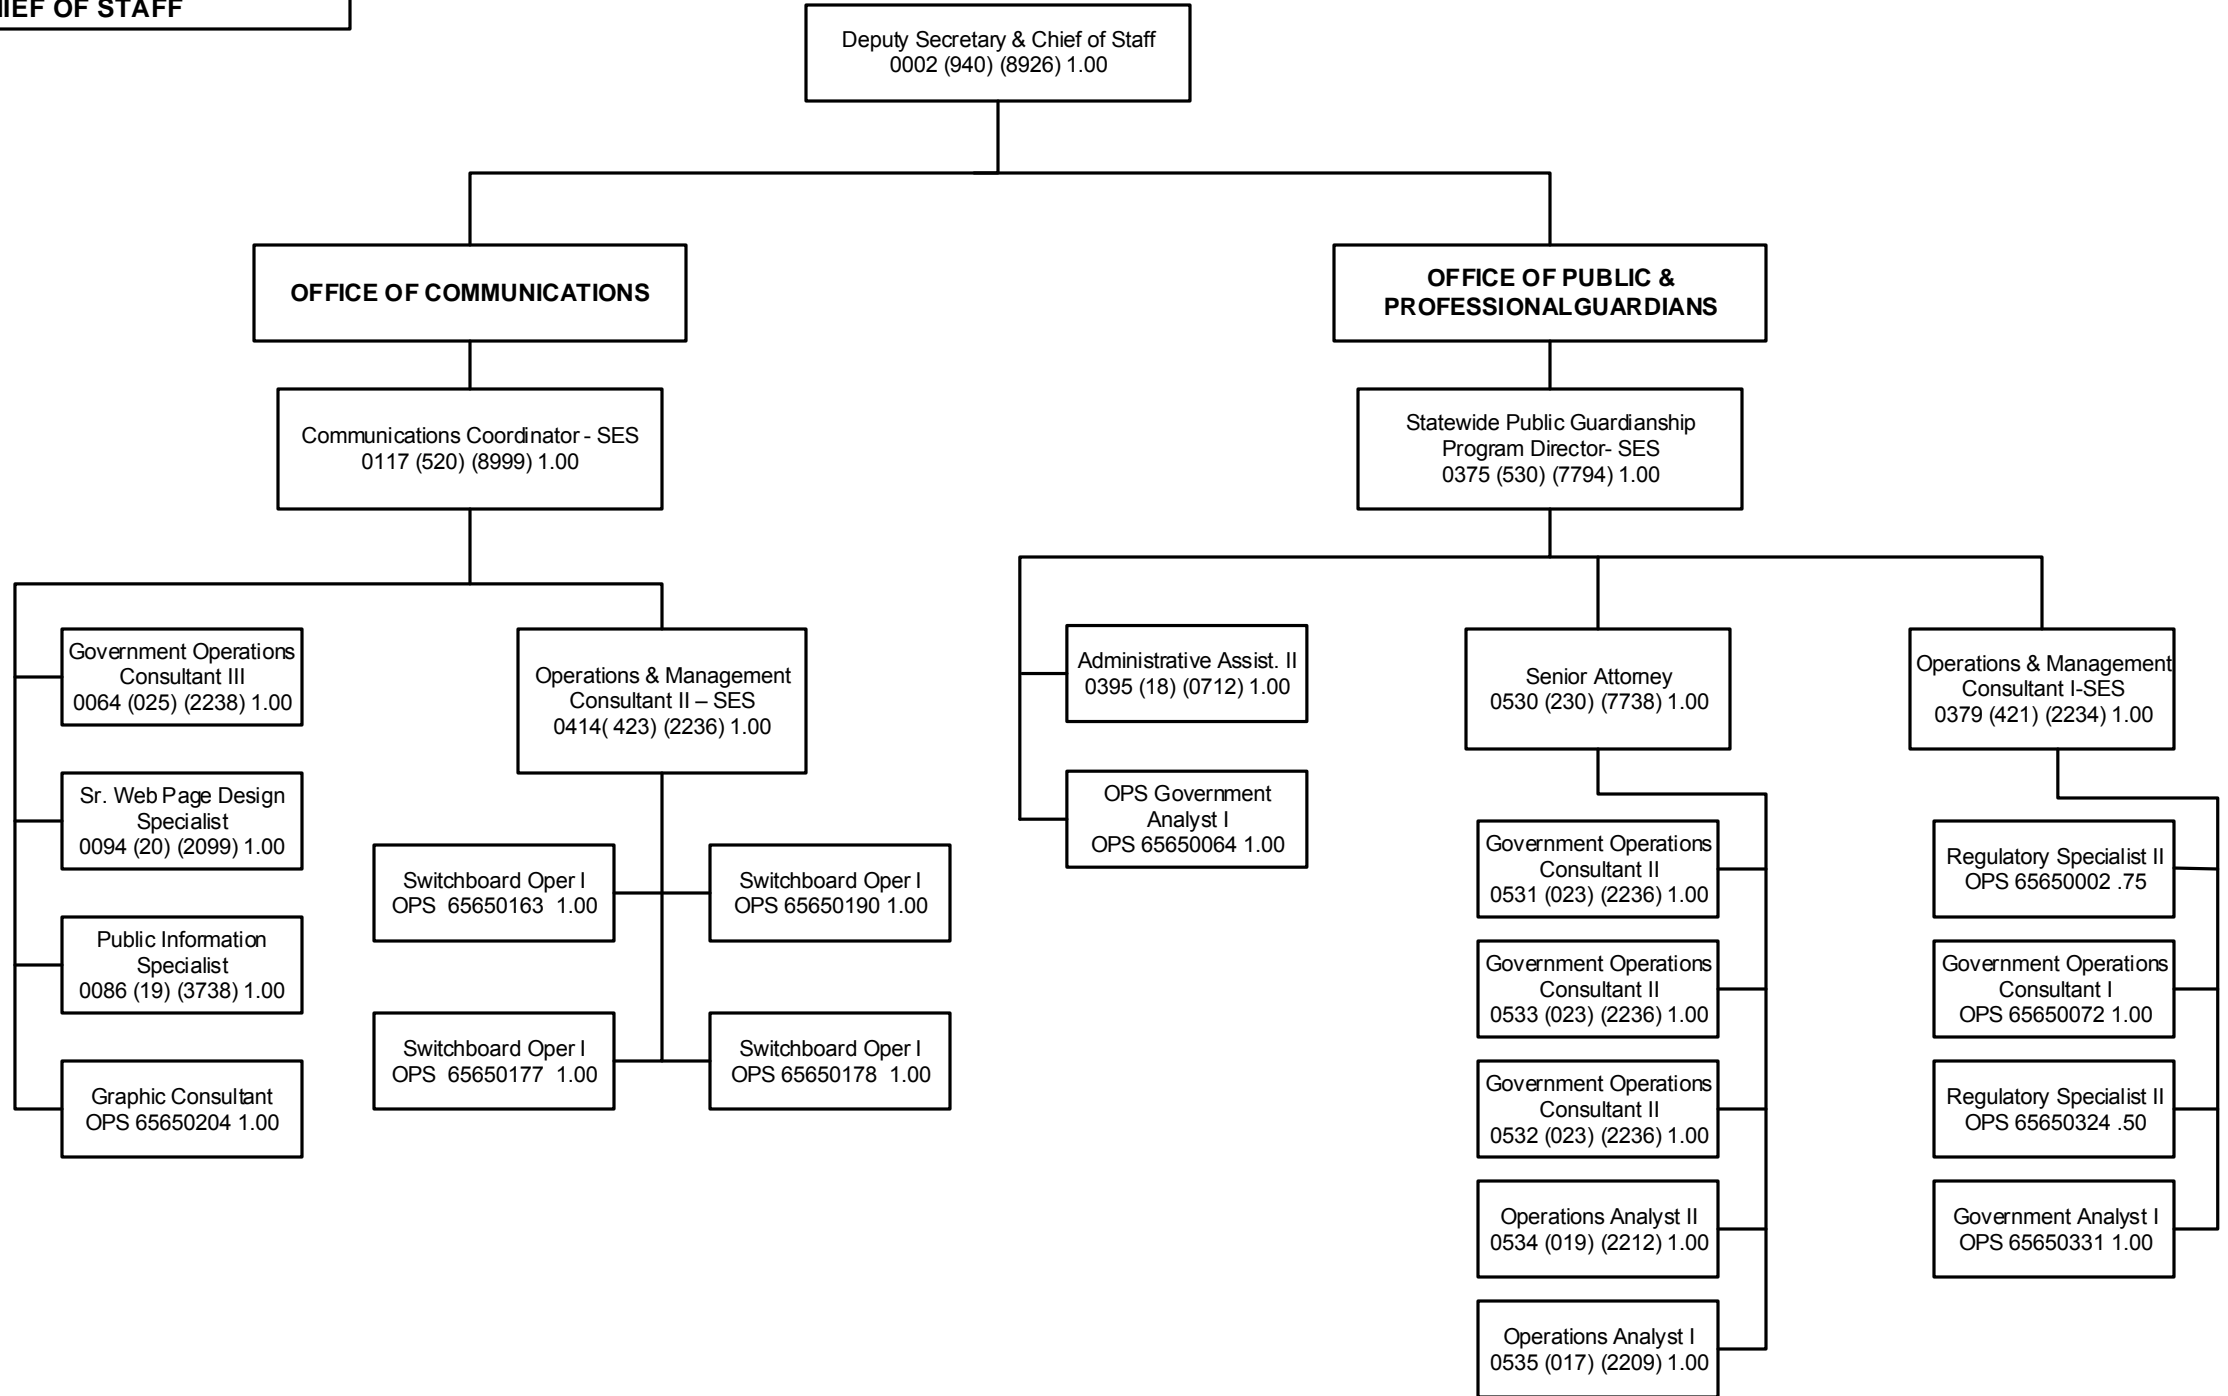 CHIEF OF STAFF
Deputy Secretary & Chief of Staff
0002 (940) (8926) 1.00
OFFICE OF COMMUNICATIONS
OFFICE OF PUBLIC &
PROFESSIONAL GUARDIANS
Communications Coordinator - SES
0117 (520) (8999) 1.00
Statewide Public Guardianship
Program Director- SES
0375 (530) (7794) 1.00
Government Operations
Consultant III
0064 (025) (2238) 1.00
Sr. Web Page Design
Specialist
0094 (20) (2099) 1.00
Public Information
Specialist
0086 (19) (3738) 1.00
Graphic Consultant
OPS 65650204 1.00
Operations & Management
Consultant II – SES
0414( 423) (2236) 1.00
Switchboard Oper I
OPS 65650163 1.00
Switchboard Oper I
OPS 65650190 1.00
Switchboard Oper I
OPS 65650177 1.00
Switchboard Oper I
OPS 65650178 1.00
Administrative Assist. II
0395 (18) (0712) 1.00
OPS Government
Analyst I
OPS 65650064 1.00
Senior Attorney
0530 (230) (7738) 1.00
Government Operations
Consultant II
0531 (023) (2236) 1.00
Government Operations
Consultant II
0533 (023) (2236) 1.00
Government Operations
Consultant II
0532 (023) (2236) 1.00
Operations Analyst II
0534 (019) (2212) 1.00
Operations Analyst I
0535 (017) (2209) 1.00
Operations & Management
Consultant I-SES
0379 (421) (2234) 1.00
Regulatory Specialist II
OPS 65650002 .75
Government Operations
Consultant I
OPS 65650072 1.00
Regulatory Specialist II
OPS 65650324 .50
Government Analyst I
OPS 65650331 1.00